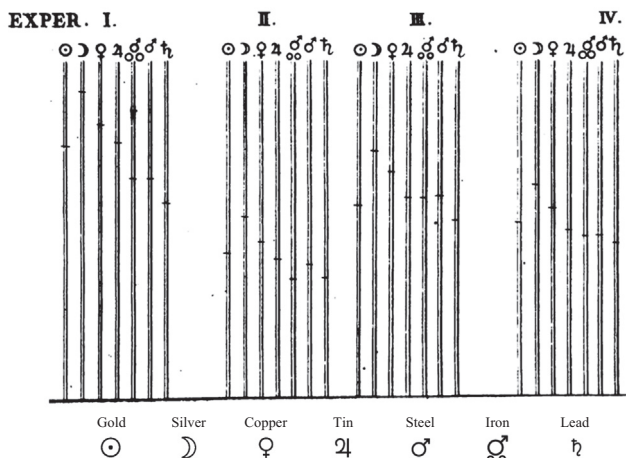 EXPER. I. II. III. IV.
☉ ☽ ♀ ♃ ♂ ♂ ♄ ☉ ☽ ♀ ♃ ♂ ♂ ♄ ☉ ☽ ♀ ♃ ♂ ♂ ♄ ☉ ☽ ♀ ♃ ♂ ♂ ♄
Gold Silver Copper Tin Steel Iron Lead
☉ ☽ ♀ ♃ ♂ ♂ ♄